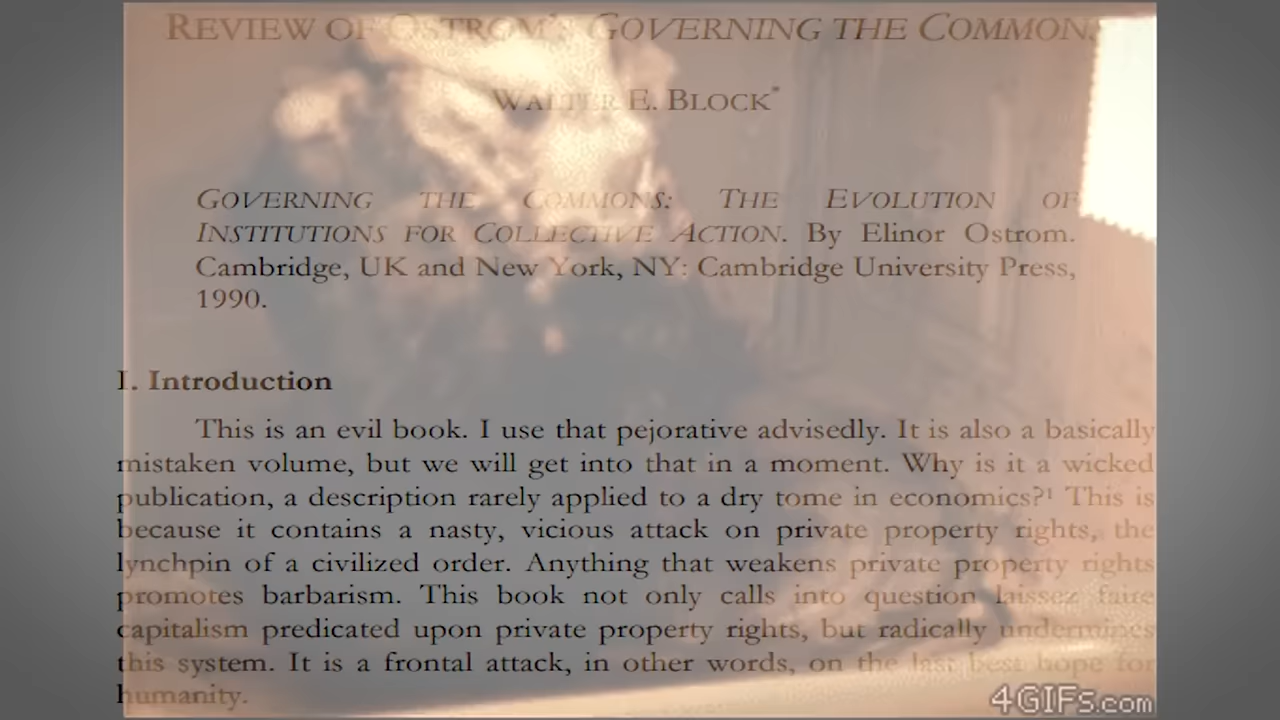 REVIEW OF OSTROM'S GOVERNING THE COMMONS
WALTER E. BLOCK*
GOVERNING THE COMMONS: THE EVOLUTION OF
INSTITUTIONS FOR COLLECTIVE ACTION. By Elinor Ostrom.
Cambridge, UK and New York, NY: Cambridge University Press,
1990.
I. Introduction
This is an evil book. I use that pejorative advisedly. It is also a basically
mistaken volume, but we will get into that in a moment. Why is it a wicked
publication, a description rarely applied to a dry tome in economics?¹ This is
because it contains a nasty, vicious attack on private property rights, the
lynchpin of a civilized order. Anything that weakens private property rights
promotes barbarism. This book not only calls into question laissez faire
capitalism predicated upon private property rights, but radically undermines
this system. It is a frontal attack, in other words, on the last best hope for
humanity.
4GIFs.com